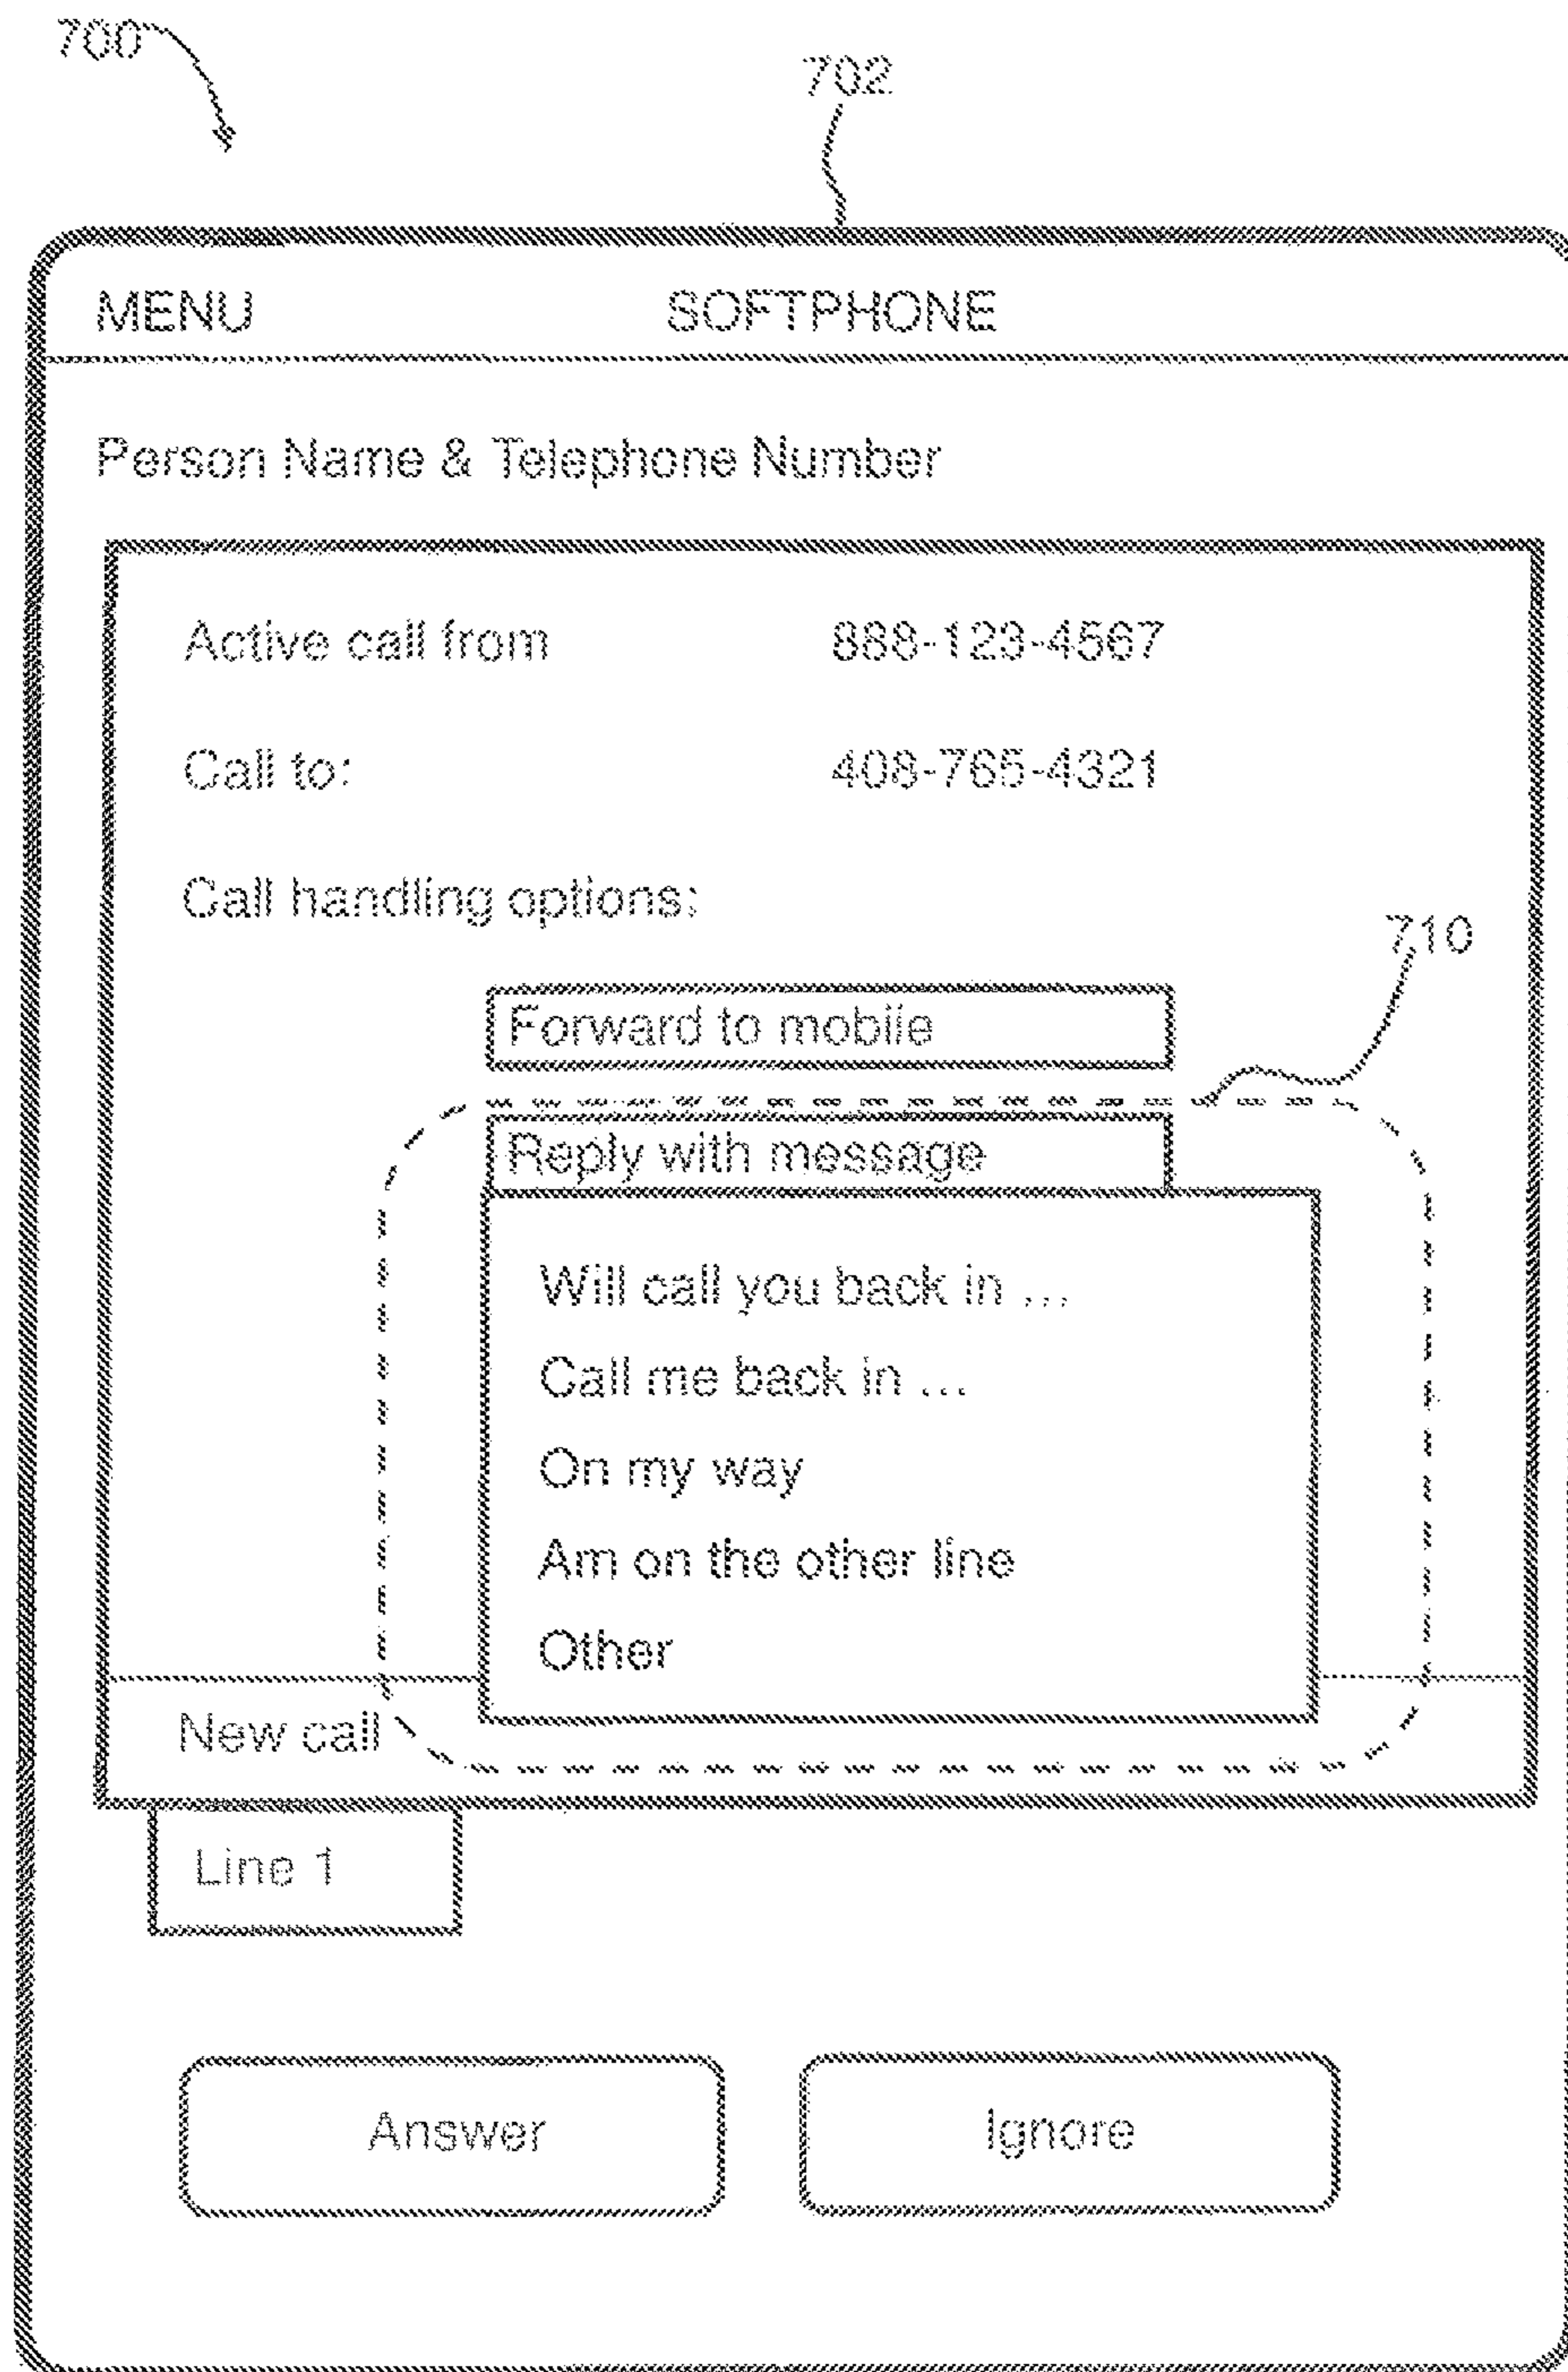 700
702
MENU SOFTPHONE
Person Name & Telephone Number
Active call from 888-123-4567
Call to: 408-765-4321
Call handling options:
710
Forward to mobile
Reply with message
Will call you back in ...
Call me back in ...
On my way
Am on the other line
Other
New call
Line 1
Answer Ignore